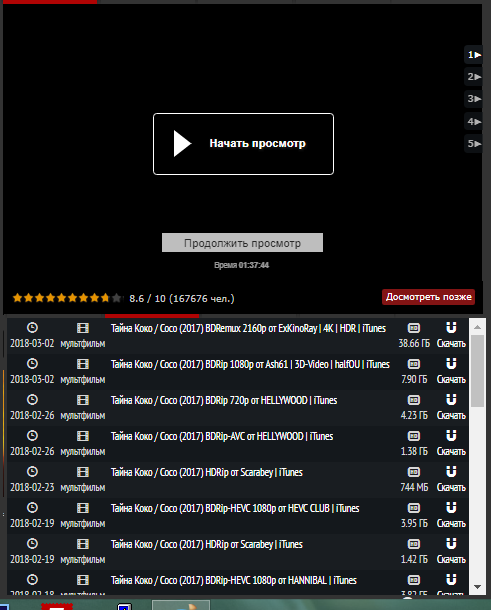 1
2
3
4
5
Начать просмотр
Продолжить просмотр
Время 01:37:44
8.6 / 10 (167676 чел.)
Досмотреть позже
Тайна Коко / Coco (2017) BDRemux 2160p от ExKinoRay | 4K | HDR | iTunes
2018-03-02 мультфильм 38.66 ГБ Скачать
Тайна Коко / Coco (2017) BDRip 1080p от Ash61 | 3D-Video | halfOU | iTunes
2018-03-02 мультфильм 7.90 ГБ Скачать
Тайна Коко / Coco (2017) BDRip 720p от HELLYWOOD | iTunes
2018-02-26 мультфильм 4.23 ГБ Скачать
Тайна Коко / Coco (2017) BDRip-AVC от HELLYWOOD | iTunes
2018-02-26 мультфильм 1.38 ГБ Скачать
Тайна Коко / Coco (2017) HDRip от Scarabey | iTunes
2018-02-23 мультфильм 744 МБ Скачать
Тайна Коко / Coco (2017) BDRip-HEVC 1080p от HEVC CLUB | iTunes
2018-02-19 мультфильм 3.95 ГБ Скачать
Тайна Коко / Coco (2017) HDRip от Scarabey | iTunes
2018-02-19 мультфильм 1.42 ГБ Скачать
Тайна Коко / Coco (2017) BDRip-HEVC 1080p от HANNIBAL | iTunes
2018-02-18 мультфильм 3.82 ГБ Скачать